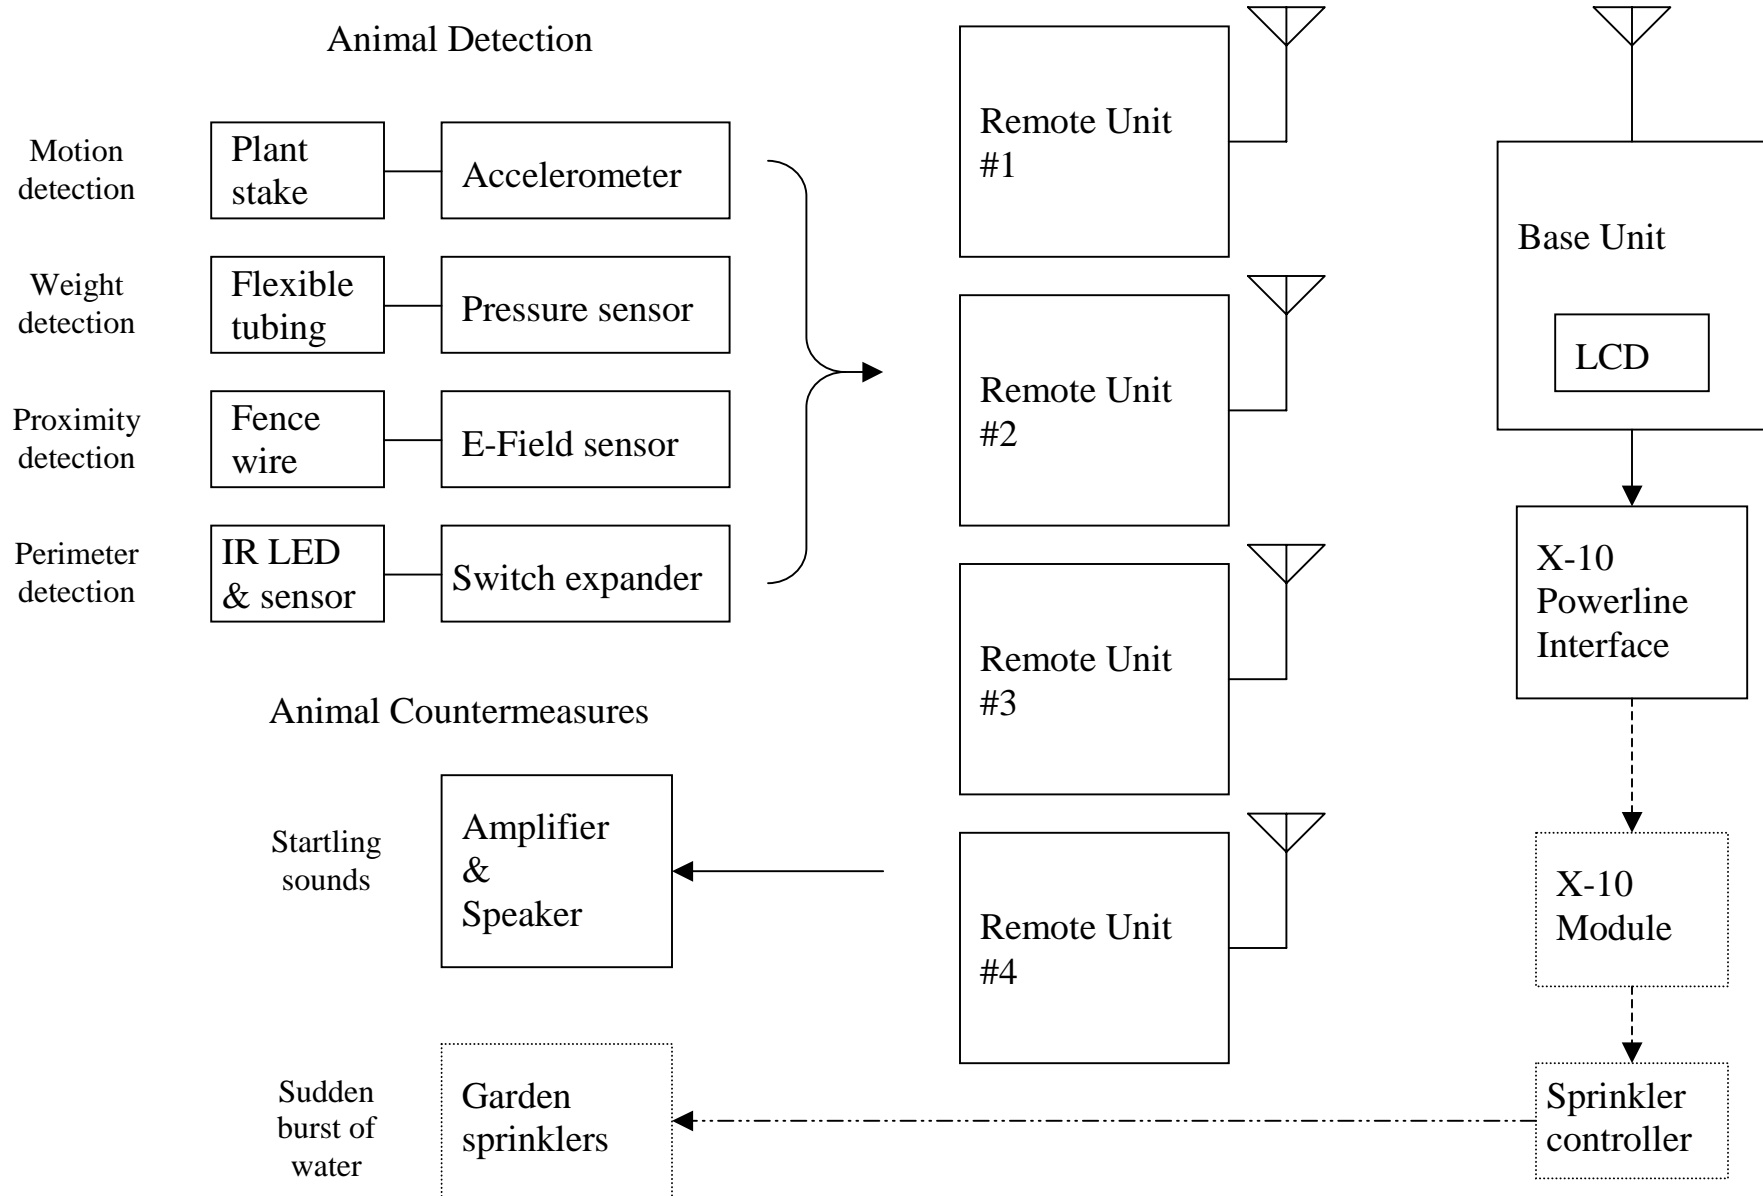 Animal Detection
Motion
detection
Plant
stake
Accelerometer
Weight
detection
Flexible
tubing
Pressure sensor
Proximity
detection
Fence
wire
E-Field sensor
Perimeter
detection
IR LED
& sensor
Switch expander
Animal Countermeasures
Startling
sounds
Amplifier
&
Speaker
Sudden
burst of
water
Garden
sprinklers
Remote Unit
#1
Remote Unit
#2
Remote Unit
#3
Remote Unit
#4
Base Unit
LCD
X-10
Powerline
Interface
X-10
Module
Sprinkler
controller